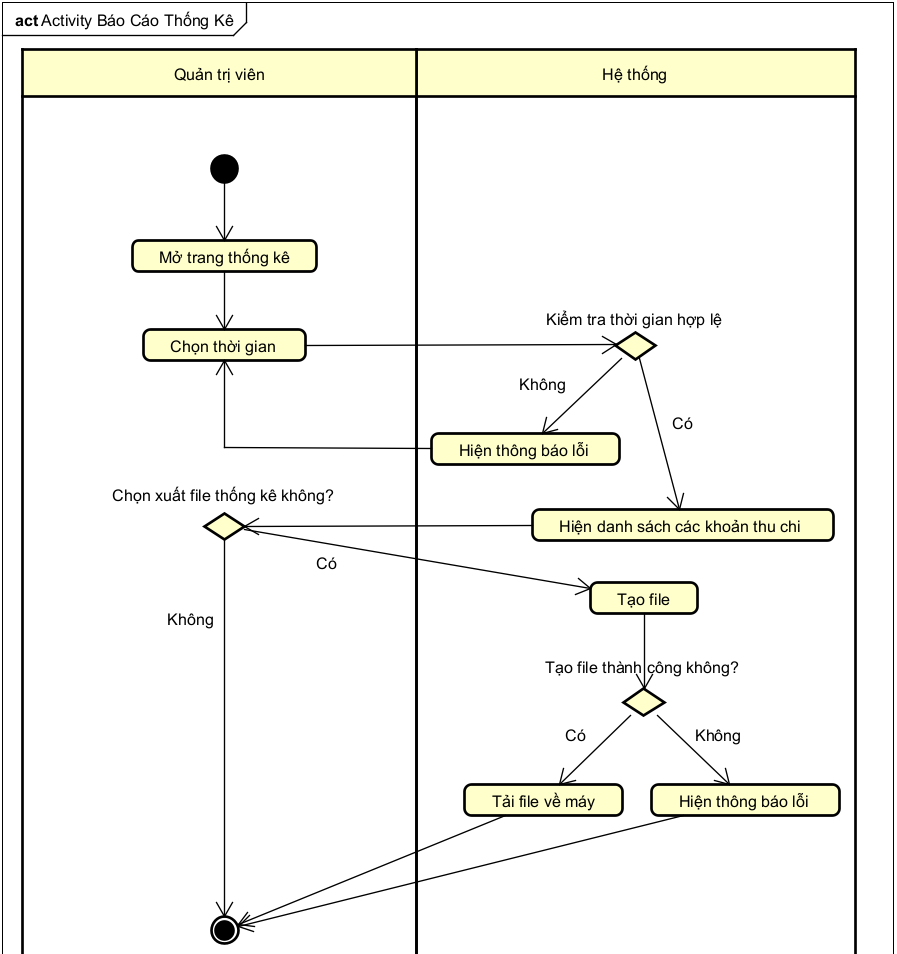 act Activity Báo Cáo Thống Kê
Quản trị viên
Hệ thống
Mở trang thống kê
Kiểm tra thời gian hợp lệ
Chọn thời gian
Không
Có
Hiện thông báo lỗi
Chọn xuất file thống kê không?
Hiện danh sách các khoản thu chi
Có
Tạo file
Không
Tạo file thành công không?
Có
Không
Tải file về máy
Hiện thông báo lỗi